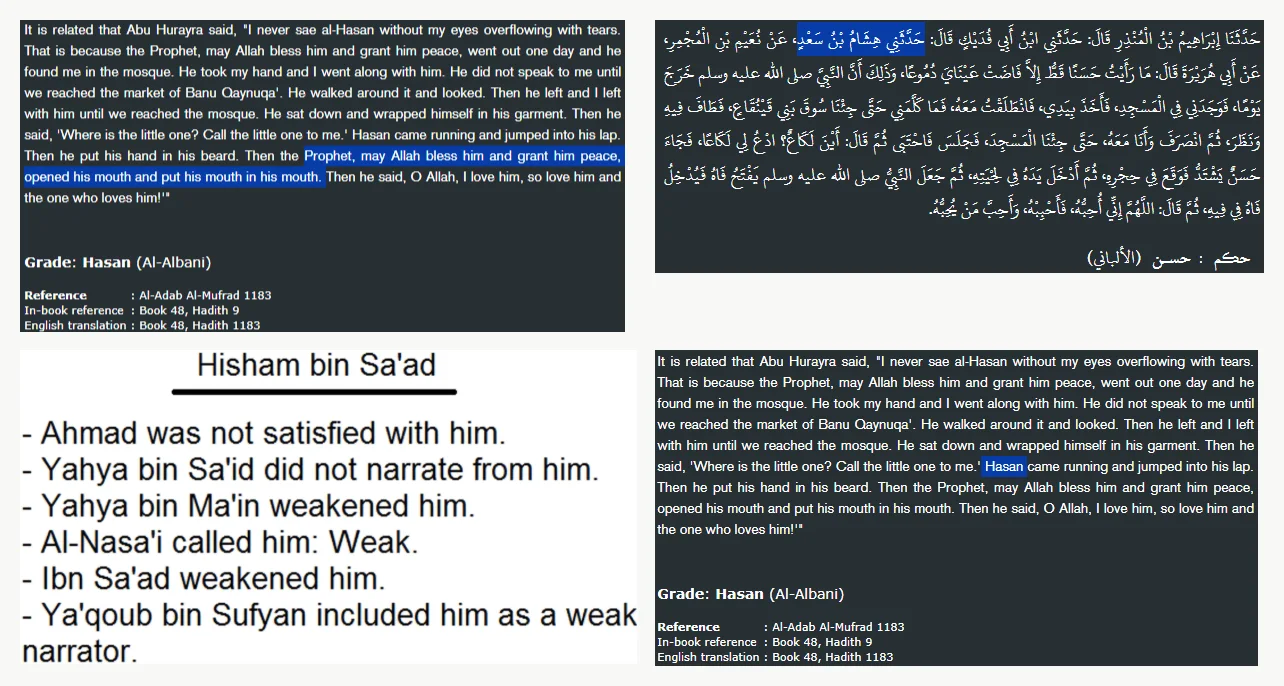 It is related that Abu Hurayra said, "I never sae al-Hasan without my eyes overflowing with tears.
That is because the Prophet, may Allah bless him and grant him peace, went out one day and he
found me in the mosque. He took my hand and I went along with him. He did not speak to me until
we reached the market of Banu Qaynuqa'. He walked around it and looked. Then he left and I left
with him until we reached the mosque. He sat down and wrapped himself in his garment. Then he
said, 'Where is the little one? Call the little one to me.' Hasan came running and jumped into his lap.
Then he put his hand in his beard. Then the Prophet, may Allah bless him and grant him peace,
opened his mouth and put his mouth in his mouth. Then he said, O Allah, I love him, so love him and
the one who loves him!'"
Grade: Hasan (Al-Albani)
Reference : Al-Adab Al-Mufrad 1183
In-book reference : Book 48, Hadith 9
English translation : Book 48, Hadith 1183
حَدَّثَنَا إِبْرَاهِيمُ بْنُ الْمُنْذِرِ قَالَ: حَدَّثَنِي ابْنُ أَبِي فُدَيْكٍ قَالَ: حَدَّثَنِي هِشَامُ بْنُ سَعْدٍ، عَنْ نُعَيْمِ بْنِ الْمُجْمِرِ،
عَنْ أَبِي هُرَيْرَةَ قَالَ: مَا رَأَيْتُ حَسَنًا قَطُّ إِلاَّ فَاضَتْ عَيْنَايَ دُمُوعًا، وَذَلِكَ أَنَّ النَّبِيَّ صلى الله عليه وسلم خَرَجَ
يَوْمًا، فَوَجَدَنِي فِي الْمَسْجِدِ، فَأَخَذَ بِيَدِي، فَانْطَلَقْتُ مَعَهُ، فَمَا كَلَّمَنِي حَتَّى جِئْنَا سُوقَ بَنِي قَيْنُقَاعٍ، فَطَافَ فِيهِ
وَنَظَرَ، ثُمَّ انْصَرَفَ وَأَنَا مَعَهُ، حَتَّى جِئْنَا الْمَسْجِدَ، فَجَلَسَ فَاحْتَبَى ثُمَّ قَالَ: أَيْنَ لَكَاعٌ؟ ادْعُ لِي لَكَاعًا، فَجَاءَ
حَسَنٌ يَشْتَدُّ فَوَقَعَ فِي حِجْرِهِ، ثُمَّ أَدْخَلَ يَدَهُ فِي لِحْيَتِهِ، ثُمَّ جَعَلَ النَّبِيُّ صلى الله عليه وسلم يَفْتَحُ فَاهُ فَيُدْخِلُ
فَاهُ فِي فِيهِ، ثُمَّ قَالَ: اللَّهُمَّ إِنِّي أُحِبُّهُ، فَأَحْبِبْهُ، وَأَحِبَّ مَنْ يُحِبُّهُ.
حكم : حسن (الألباني)
Hisham bin Sa'ad
- Ahmad was not satisfied with him.
- Yahya bin Sa'id did not narrate from him.
- Yahya bin Ma'in weakened him.
- Al-Nasa'i called him: Weak.
- Ibn Sa'ad weakened him.
- Ya'qoub bin Sufyan included him as a weak
narrator.
It is related that Abu Hurayra said, "I never sae al-Hasan without my eyes overflowing with tears.
That is because the Prophet, may Allah bless him and grant him peace, went out one day and he
found me in the mosque. He took my hand and I went along with him. He did not speak to me until
we reached the market of Banu Qaynuqa'. He walked around it and looked. Then he left and I left
with him until we reached the mosque. He sat down and wrapped himself in his garment. Then he
said, 'Where is the little one? Call the little one to me.' Hasan came running and jumped into his lap.
Then he put his hand in his beard. Then the Prophet, may Allah bless him and grant him peace,
opened his mouth and put his mouth in his mouth. Then he said, O Allah, I love him, so love him and
the one who loves him!'"
Grade: Hasan (Al-Albani)
Reference : Al-Adab Al-Mufrad 1183
In-book reference : Book 48, Hadith 9
English translation : Book 48, Hadith 1183